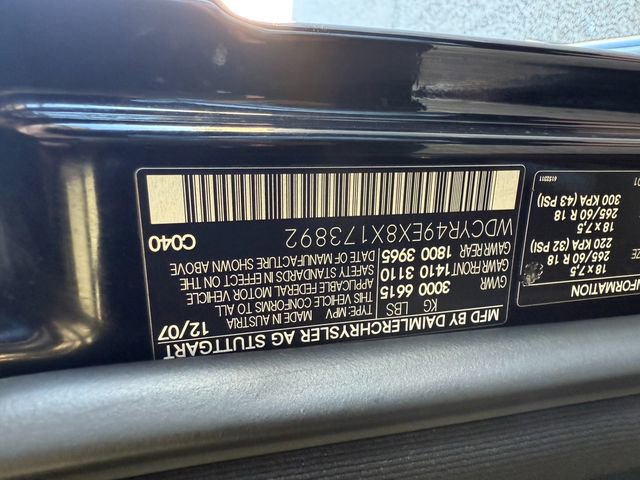 MFD BY DAIMLERCHRYSLER AG STUTTGART
KG LBS
GVWR 3000 6615
GAWR FRONT 1410 3110
GAWR REAR 1800 3965
WDCYR49EX8X173892
MADE IN AUSTRIA 12/07
TYPE: MPV
THIS VEHICLE CONFORMS TO ALL
APPLICABLE FEDERAL MOTOR VEHICLE
SAFETY STANDARDS IN EFFECT ON
DATE OF MANUFACTURE SHOWN ABOVE
C040
18 x 7,5
265/60 R 18
220 KPA (32 PSI)
18 x 7,5
265/60 R 18
300 KPA (43 PSI)